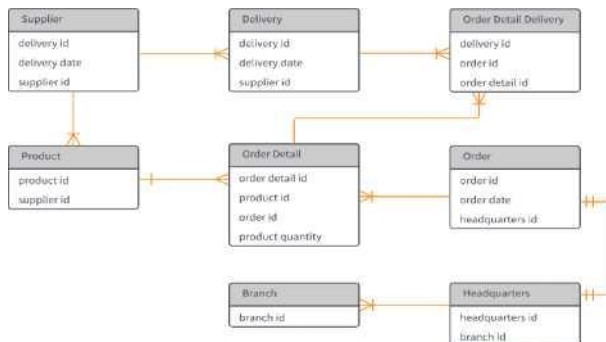 Supplier
delivery id
delivery date
supplier id
Delivery
delivery id
delivery date
supplier id
Order Detail Delivery
delivery id
order id
order detail id
Product
product id
supplier id
Order Detail
order detail id
product id
order id
product quantity
Order
order id
order date
headquarters id
Branch
branch id
Headquarters
headquarters id
branch id